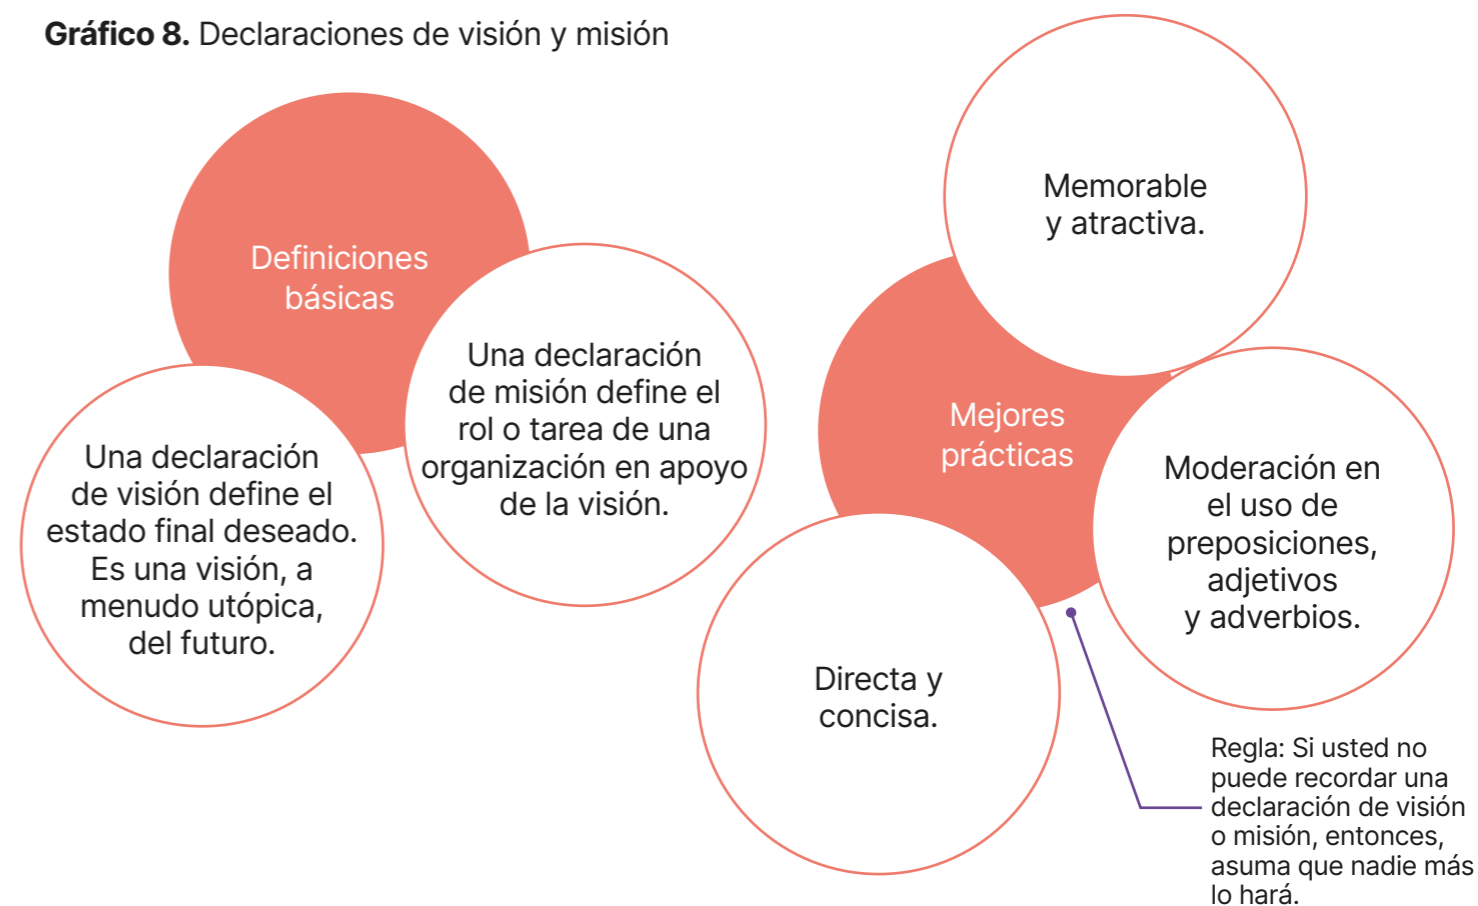 Gráfico 8. Declaraciones de visión y misión
Definiciones
básicas
Una declaración
de visión define el
estado final deseado.
Es una visión, a
menudo utópica,
del futuro.
Una declaración
de misión define el
rol o tarea de una
organización en apoyo
de la visión.
Mejores
prácticas
Memorable
y atractiva.
Moderación en
el uso de
preposiciones,
adjetivos
y adverbios.
Directa y
concisa.
Regla: Si usted no
puede recordar una
declaración de visión
o misión, entonces,
asuma que nadie más
lo hará.